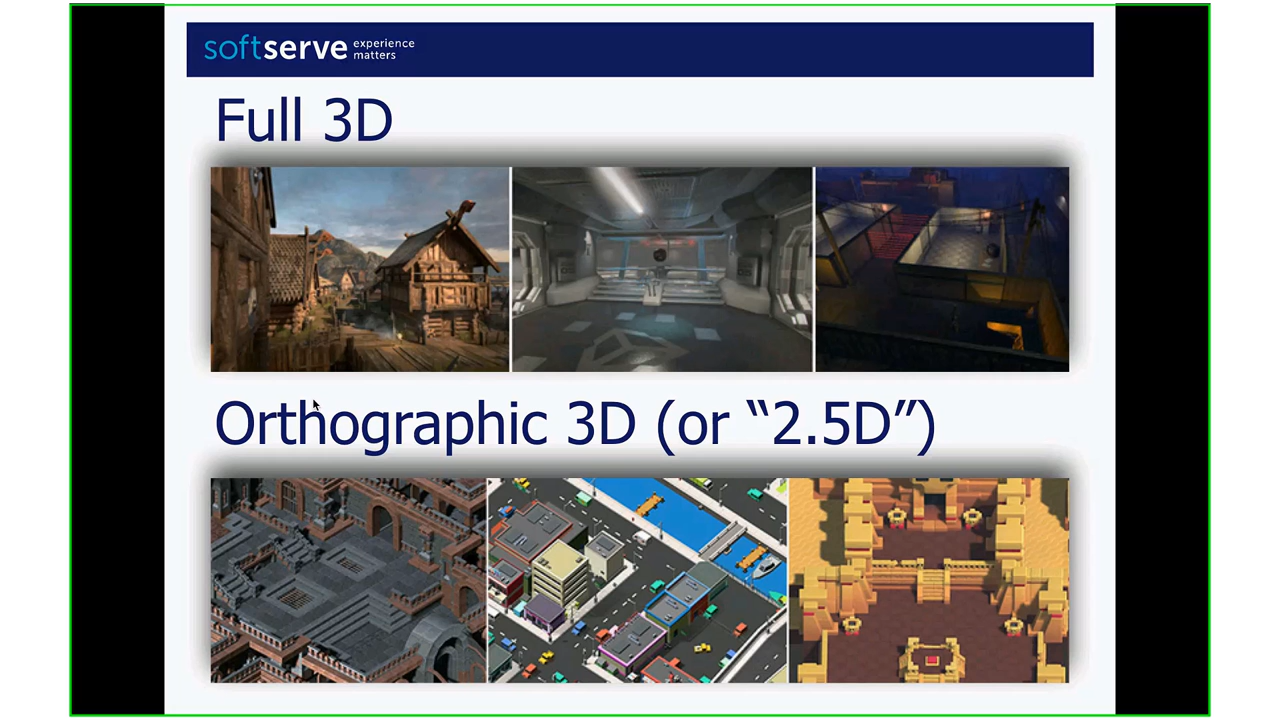 softserve experience matters
Full 3D
Orthographic 3D (or “2.5D”)